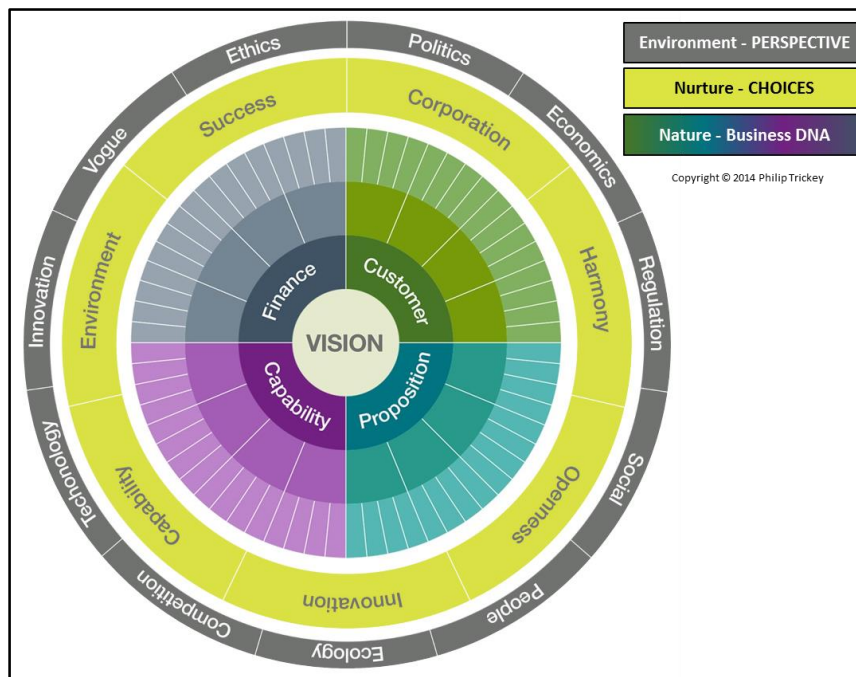 Environment - PERSPECTIVE
Nurture - CHOICES
Nature - Business DNA
Copyright © 2014 Philip Trickey
Politics
Economics
Regulation
Social
People
Ecology
Competition
Techonology
Innovation
Vogue
Ethics
Corporation
Harmony
Openness
Innovation
Capability
Environment
Success
Customer
Proposition
Capability
Finance
VISION